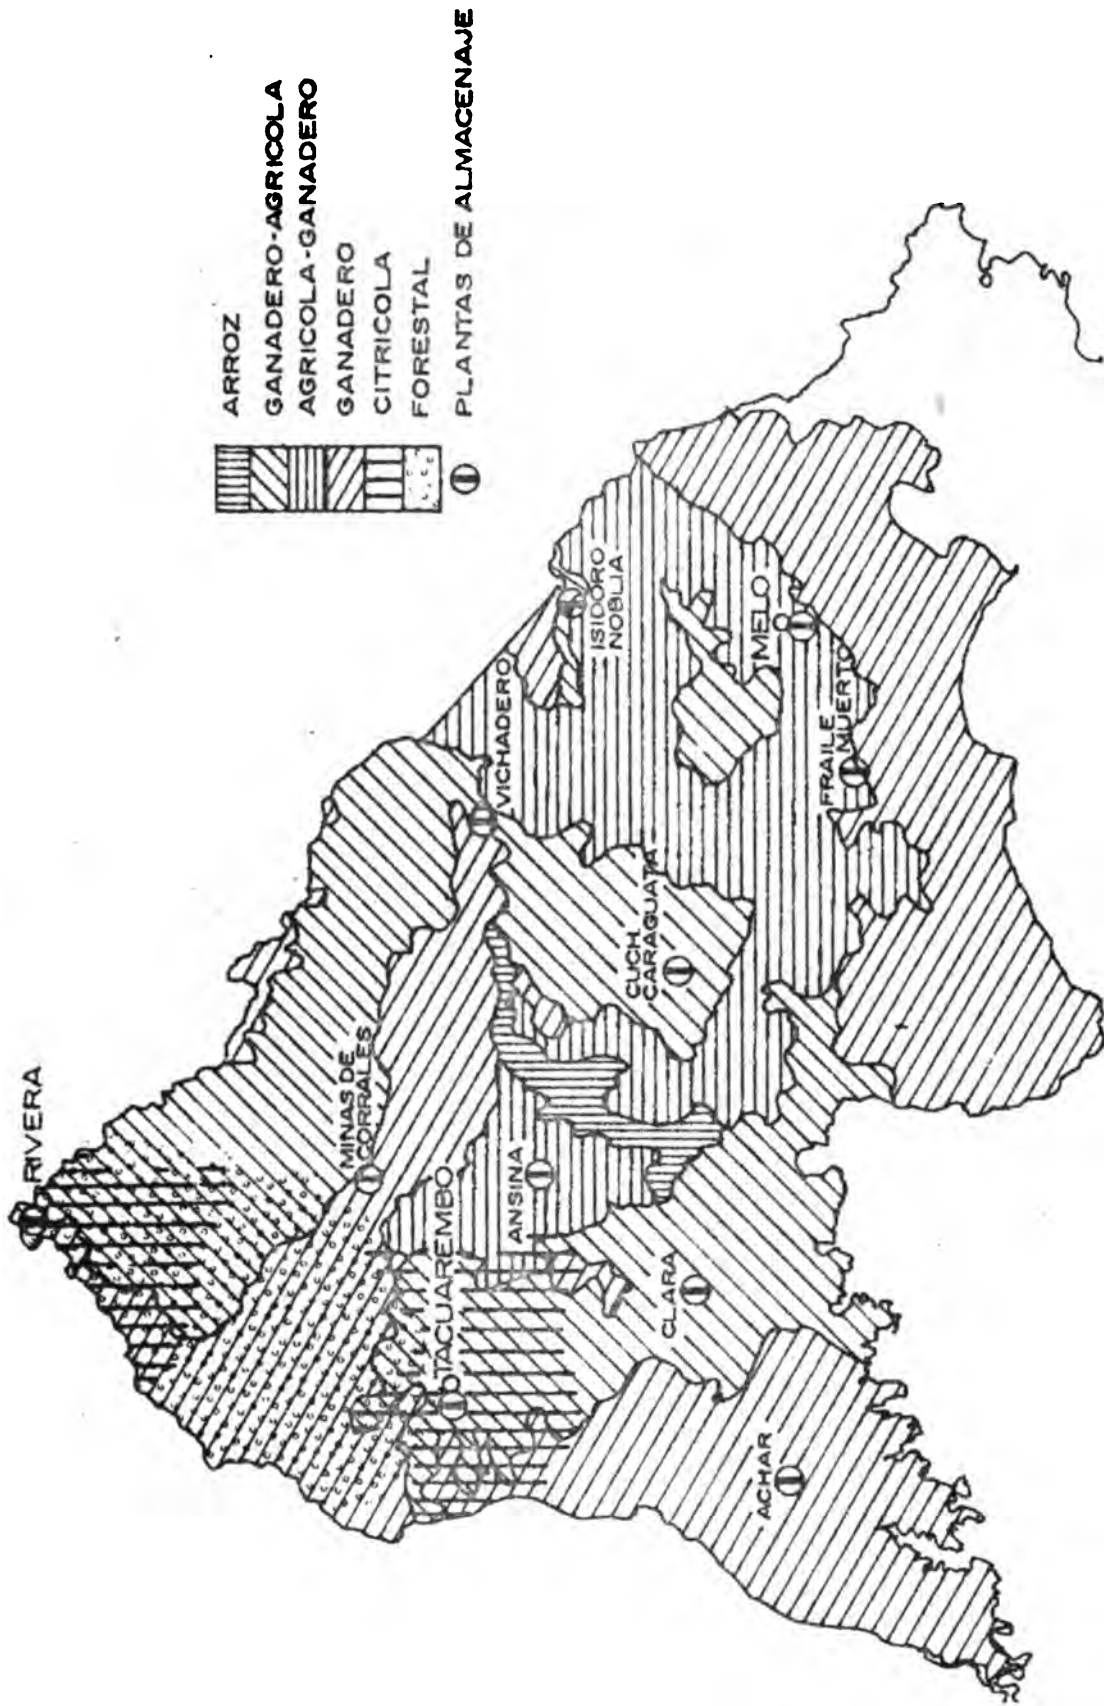 ARROZ
GANADERO-AGRICOLA
AGRICOLA-GANADERO
GANADERO
CITRICOLA
FORESTAL
PLANTAS DE ALMACENAJE
RIVERA
MINAS DE
CORRALES
VICHADERO
ISIDORO
NOBLIA
TACUAREMBO
ANSINA
CUCH.
CARAGUATA
MELO
FRAILE
MUERTO
CLARA
ACHAR